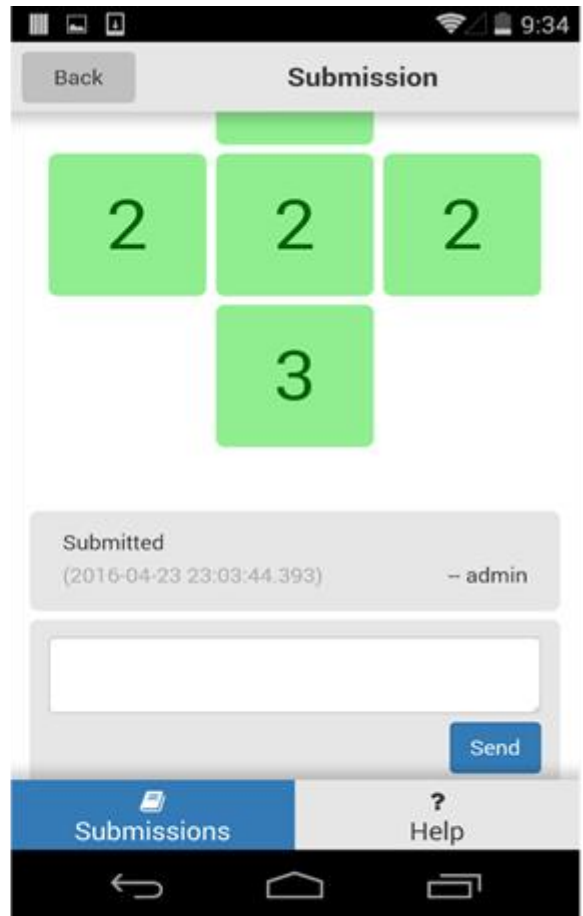 9:34
Back Submission
2 2 2
3
Submitted
(2016-04-23 23:03:44.393) -- admin
Send
? 
Submissions Help